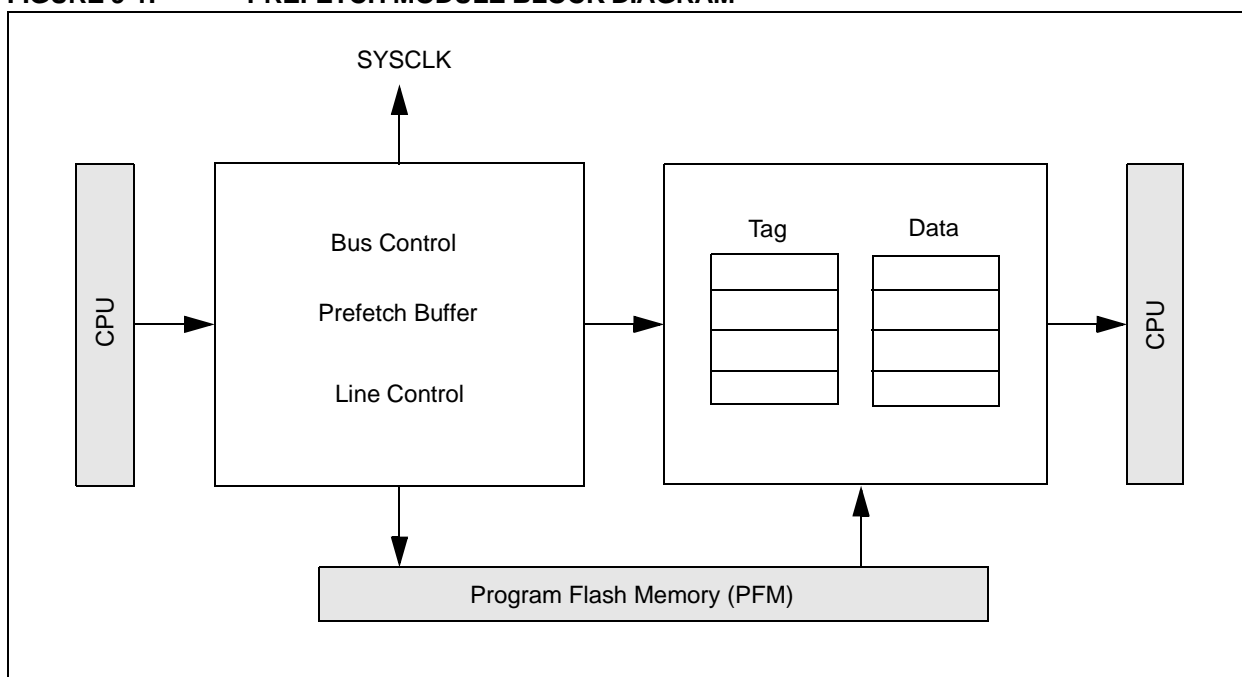 SYSCLK
CPU
Bus Control
Prefetch Buffer
Line Control
Tag
Data
CPU
Program Flash Memory (PFM)